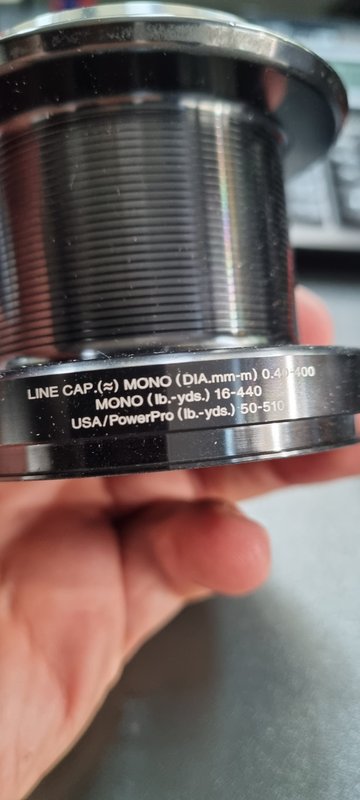 LINE CAP.(≈) MONO (DIA.mm-m) 0.40-400
MONO (lb.-yds.) 16-440
USA/PowerPro (lb.-yds.) 50-510